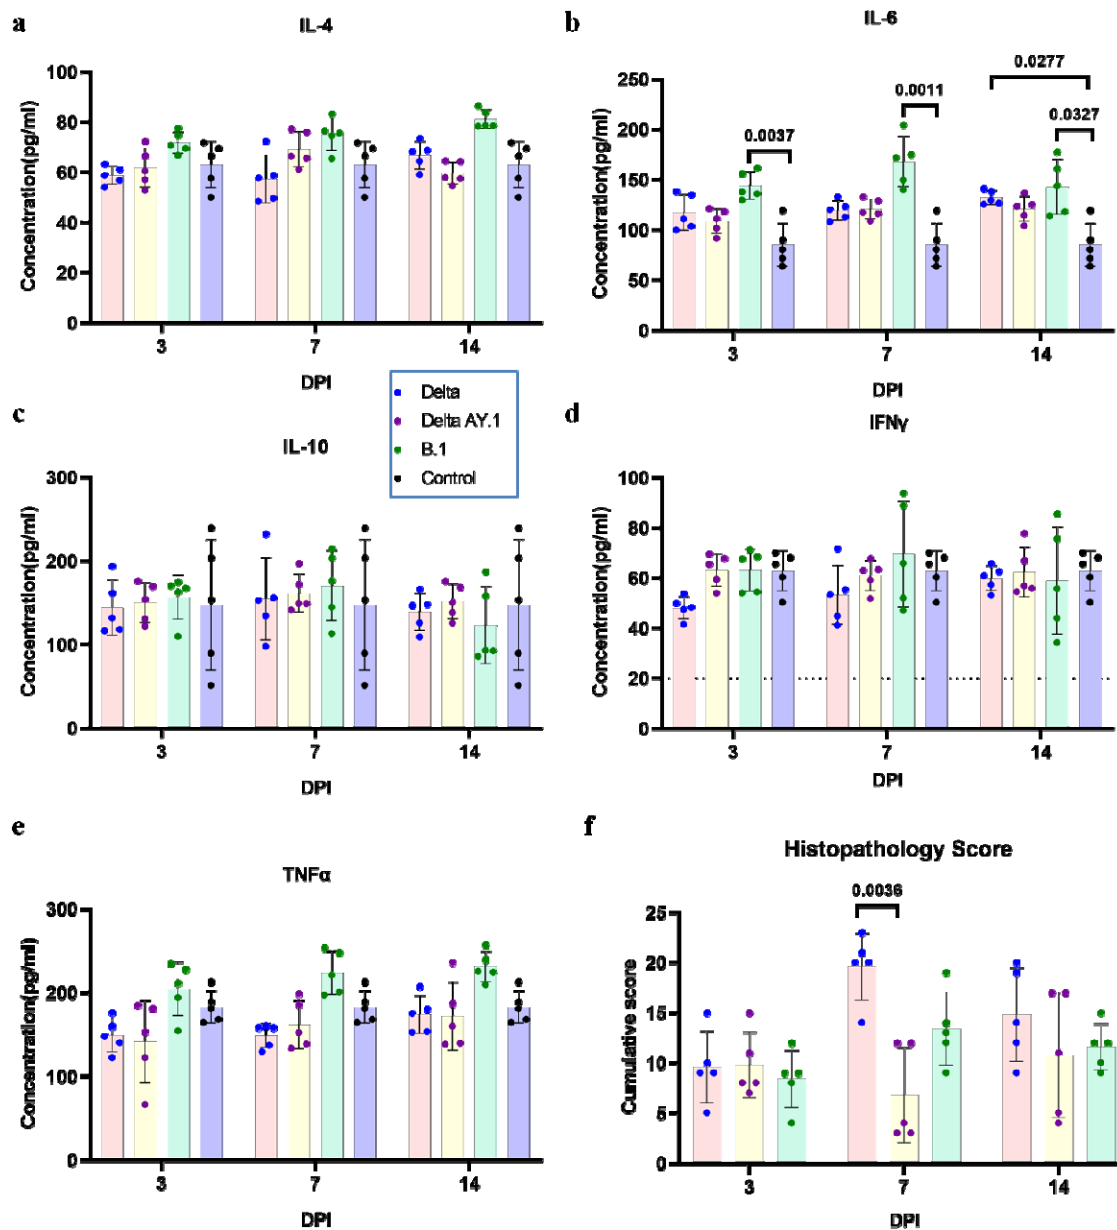 a
IL-4
Concentration(pg/ml)
100
80
60
40
20
0
3
7
14
DPI
b
IL-6
Concentration(pg/ml)
250
200
150
100
50
0
0.0037
0.0011
0.0277
0.0327
3
7
14
DPI
Delta
Delta AY.1
B.1
Control
c
IL-10
Concentration(pg/ml)
300
200
100
0
3
7
14
DPI
d
IFNγ
Concentration(pg/ml)
100
80
60
40
20
0
3
7
14
DPI
e
TNFα
Concentration(pg/ml)
300
200
100
0
3
7
14
DPI
f
Histopathology Score
Cumulative score
25
20
15
10
5
0
0.0036
3
7
14
DPI